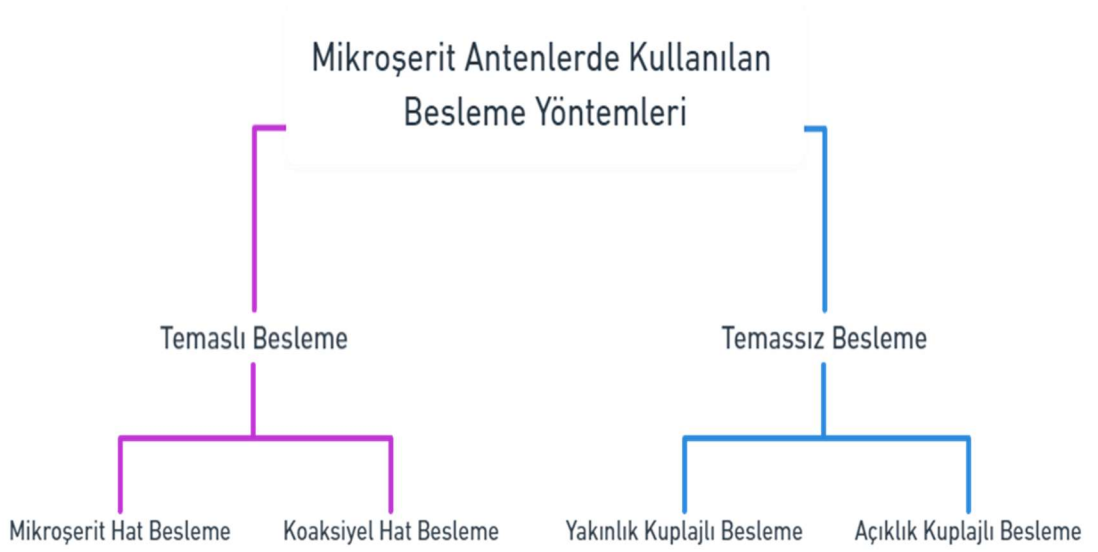 Mikroşerit Antenlerde Kullanılan
Besleme Yöntemleri
Temaslı Besleme
Temassız Besleme
Mikroşerit Hat Besleme
Koaksiyel Hat Besleme
Yakınlık Kuplajlı Besleme
Açıklık Kuplajlı Besleme